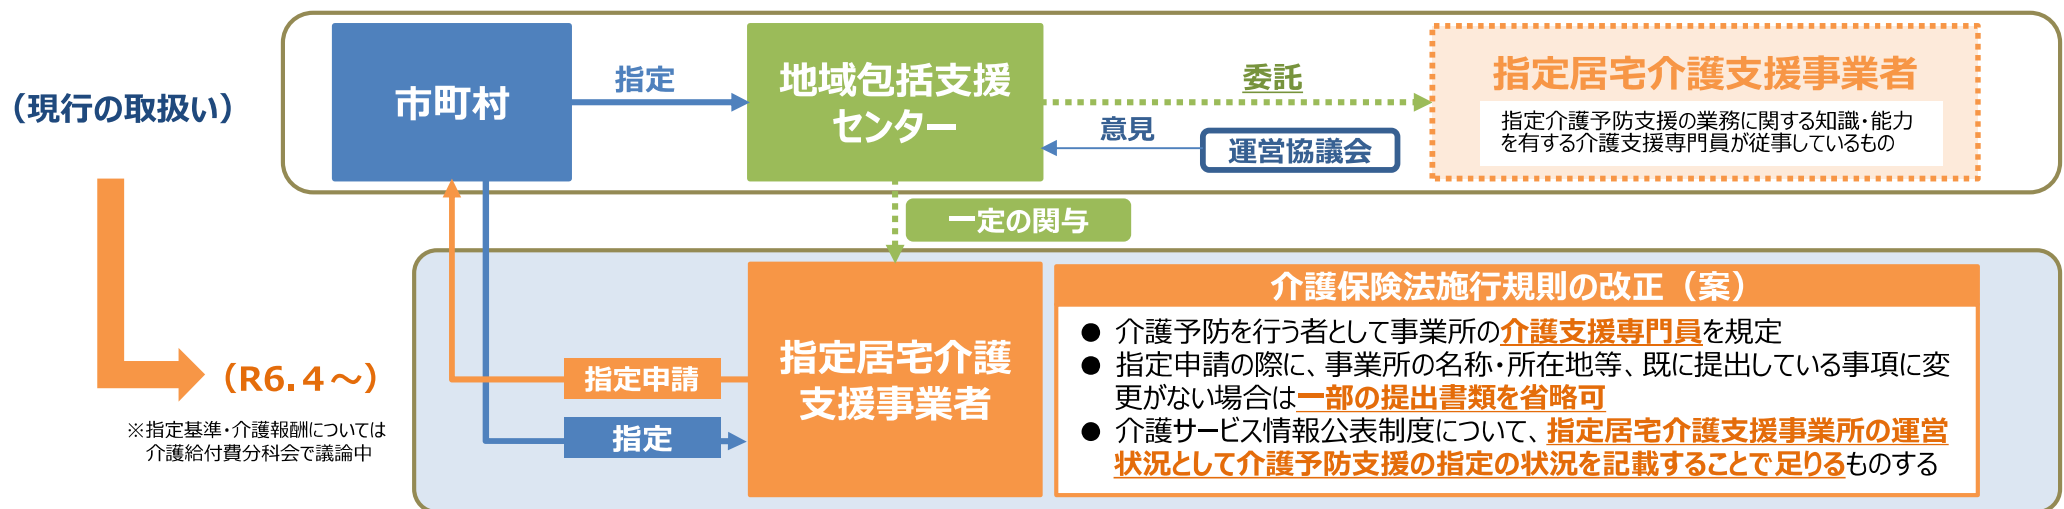 （現行の取扱い）
市町村
指定
地域包括支援
センター
委託
意見
運営協議会
指定居宅介護支援事業者
指定介護予防支援の業務に関する知識・能力
を有する介護支援専門員が従事しているもの
一定の関与
（R6.４～）
※指定基準・介護報酬については
介護給付費分科会で議論中
指定申請
指定
指定居宅介護
支援事業者
介護保険法施行規則の改正（案）
● 介護予防を行う者として事業所の介護支援専門員を規定
● 指定申請の際に、事業所の名称・所在地等、既に提出している事項に変
更がない場合は一部の提出書類を省略可
● 介護サービス情報公表制度について、指定居宅介護支援事業所の運営
状況として介護予防支援の指定の状況を記載することで足りるものする